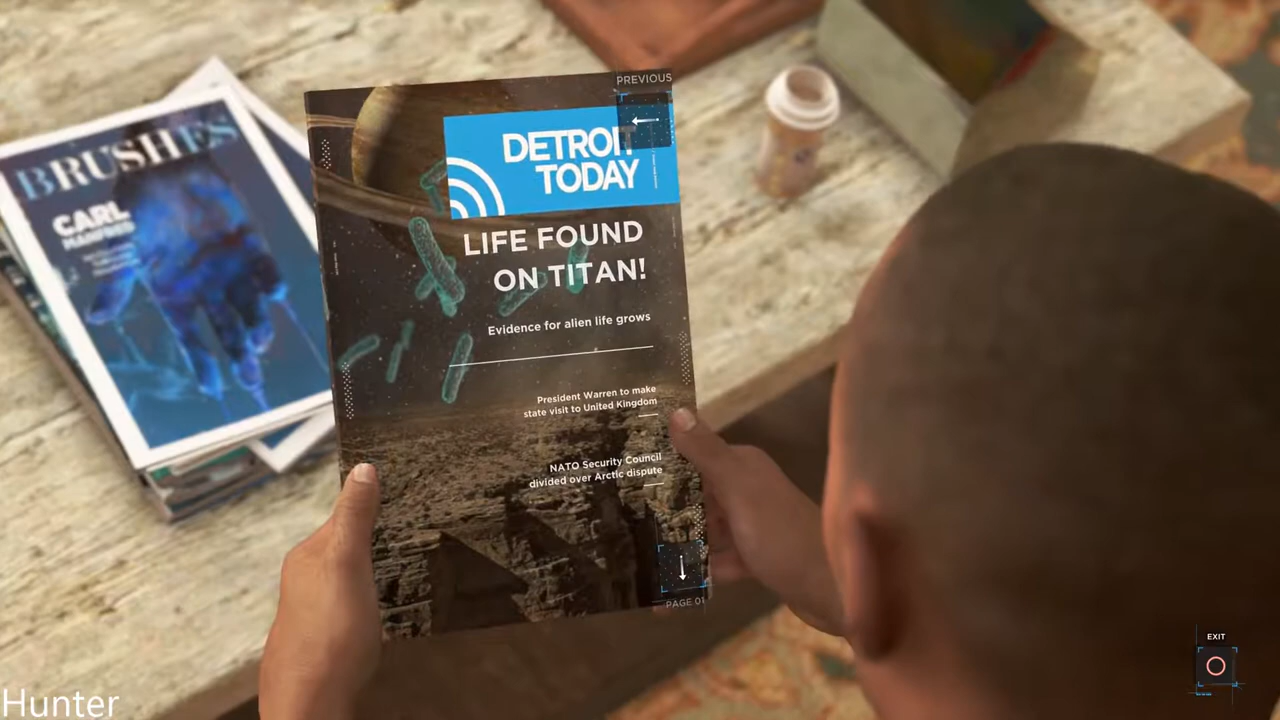 BRUSHES
CARL
MANFRED
PREVIOUS
DETROIT
TODAY
LIFE FOUND
ON TITAN!
Evidence for alien life grows
President Warren to make
state visit to United Kingdom
NATO Security Council
divided over Arctic dispute
PAGE 01
EXIT
Hunter